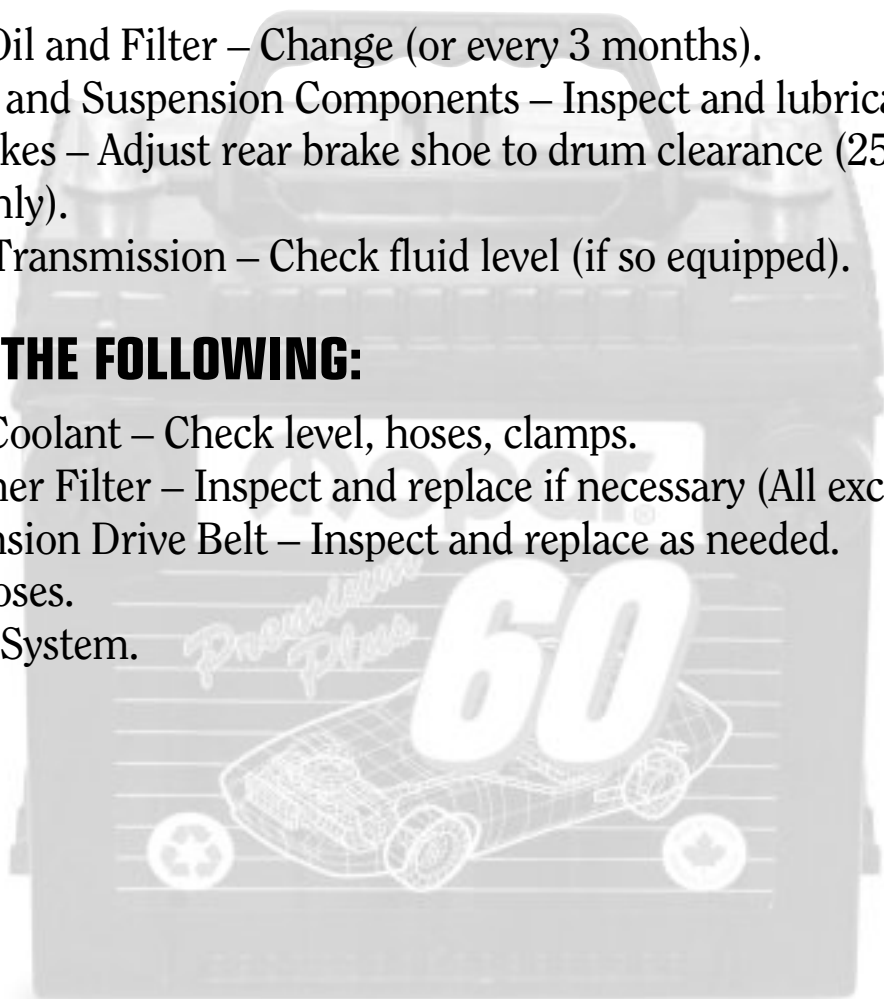 Oil and Filter – Change (or every 3 months).
and Suspension Components – Inspect and lubrica
kes – Adjust rear brake shoe to drum clearance (25
nly).
Transmission – Check fluid level (if so equipped).
THE FOLLOWING:
Coolant – Check level, hoses, clamps.
ner Filter – Inspect and replace if necessary (All exc
nsion Drive Belt – Inspect and replace as needed.
oses.
System.
Mopar®
Premium
Plus
60